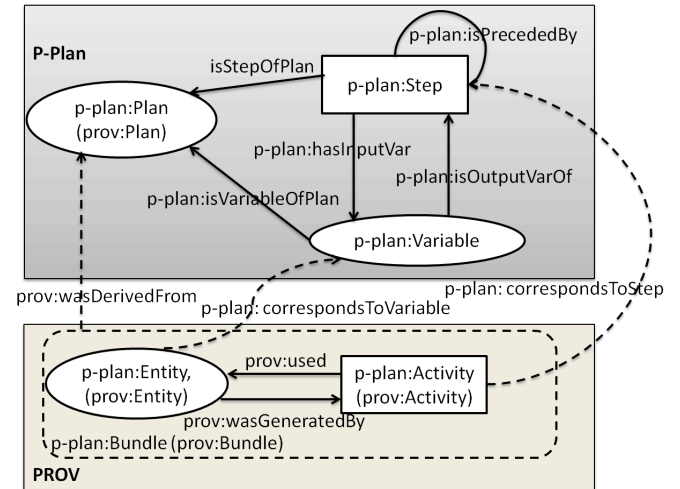 p-plan:isPrecededBy
P-Plan
isStepOfPlan
p-plan:Step
p-plan:Plan
(prov:Plan)
p-plan:hasInputVar
p-plan:isOutputVarOf
p-plan:isVariableOfPlan
p-plan:Variable
p-plan: correspondsToStep
prov:wasDerivedFrom
p-plan: correspondsToVariable
prov:used
p-plan:Entity,
(prov:Entity)
p-plan:Activity
(prov:Activity)
prov:wasGeneratedBy
p-plan:Bundle (prov:Bundle)
PROV